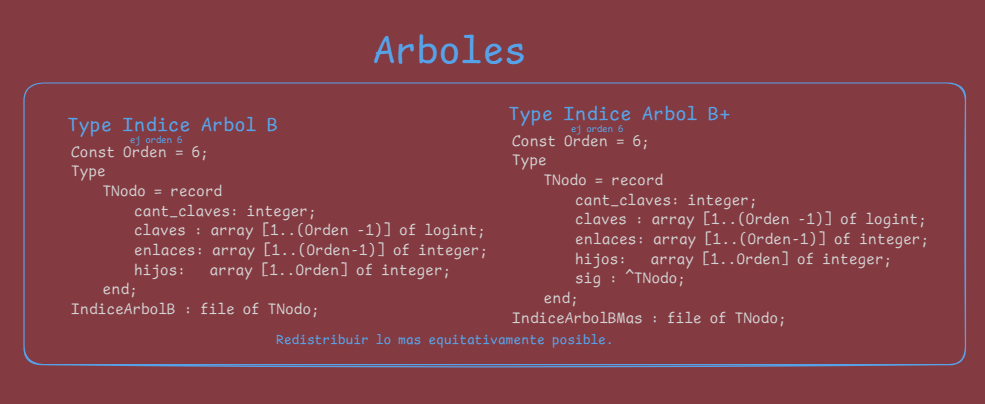 Arboles
Type Indice Arbol B
ej orden 6
Const Orden = 6;
Type
TNodo = record
cant_claves: integer;
claves : array [1..(Orden -1)] of logint;
enlaces: array [1..(Orden-1)] of integer;
hijos: array [1..Orden] of integer;
end;
IndiceArbolB : file of TNodo;
Type Indice Arbol B+
ej orden 6
Const Orden = 6;
Type
TNodo = record
cant_claves: integer;
claves : array [1..(Orden -1)] of logint;
enlaces: array [1..(Orden-1)] of integer;
hijos: array [1..Orden] of integer;
sig : ^TNodo;
end;
IndiceArbolBMas : file of TNodo;
Redistribuir lo mas equitativamente posible.